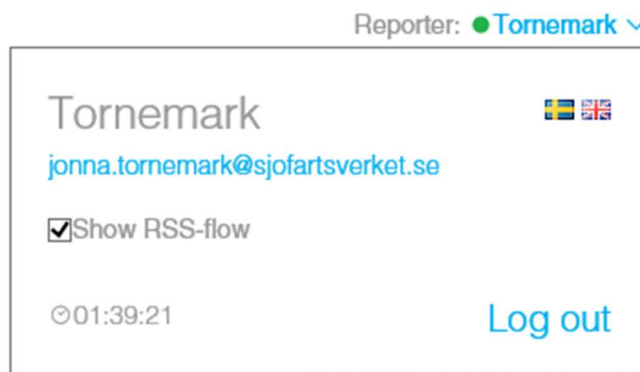 Reporter: Tornemark
Tornemark
jonna.tornemark@sjofartsverket.se
Show RSS-flow
01:39:21
Log out